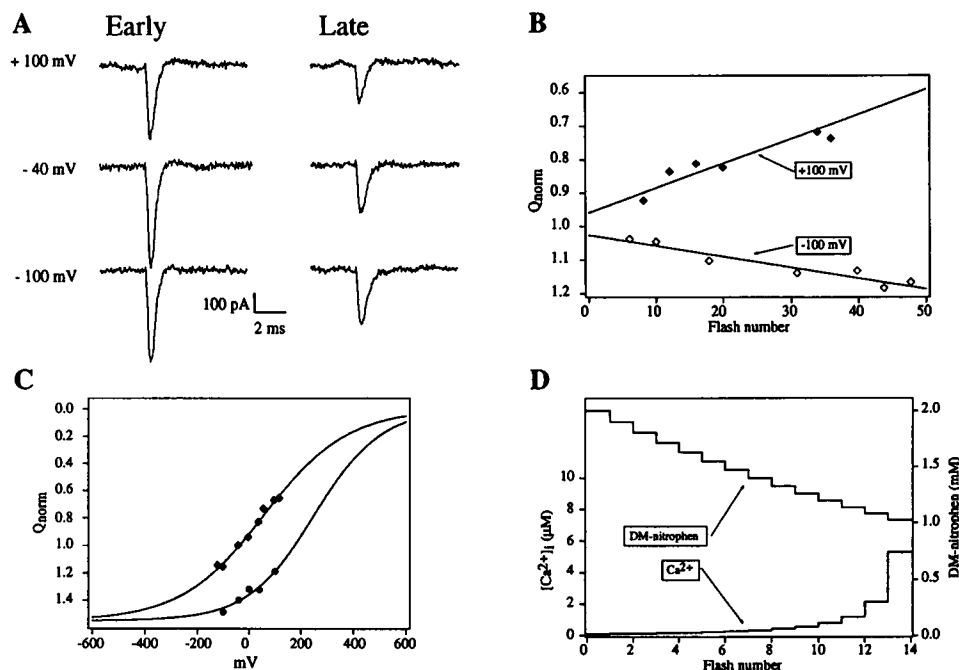 A
Early
Late
+ 100 mV
- 40 mV
- 100 mV
100 pA
2 ms
B
Qnorm
0.6
0.7
0.8
0.9
1.0
1.1
1.2
+100 mV
-100 mV
0
10
20
30
40
50
Flash number
C
Qnorm
0.0
0.2
0.4
0.6
0.8
1.0
1.2
1.4
-600
-400
-200
0
200
400
600
mV
D
[Ca2+]i (μM)
10
8
6
4
2
0
DM-nitrophen
Ca2+
2.0
1.5
1.0
0.5
0.0
DM-nitrophen (mM)
0
2
4
6
8
10
12
14
Flash number